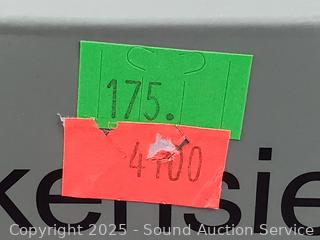 175.
4100
kensie
Copyright 2025 - Sound Auction Service